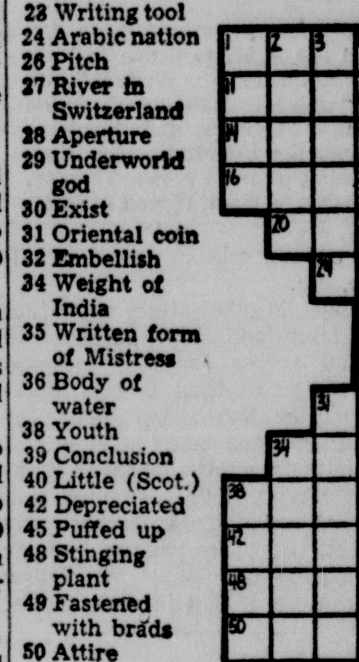 23 Writing tool
24 Arabic nation
26 Pitch
27 River in
Switzerland
28 Aperture
29 Underworld
god
30 Exist
31 Oriental coin
32 Embellish
34 Weight of
India
35 Written form
of Mistress
36 Body of
water
38 Youth
39 Conclusion
40 Little (Scot.)
42 Depreciated
45 Puffed up
48 Stinging
plant
49 Fastened
with brads
50 Attire
1 2 3
11
14
16
20
24
31
34
38
42
48
50